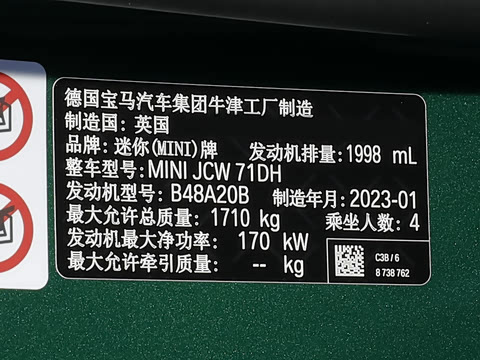 德国宝马汽车集团牛津工厂制造
制造国: 英国
品牌: 迷你(MINI)牌 发动机排量: 1998 mL
整车型号: MINI JCW 71DH
发动机型号: B48A20B 制造年月: 2023-01
最大允许总质量: 1710 kg 乘坐人数: 4
发动机最大净功率: 170 kW
最大允许牵引质量: -- kg
C3B / 6
8 738 762